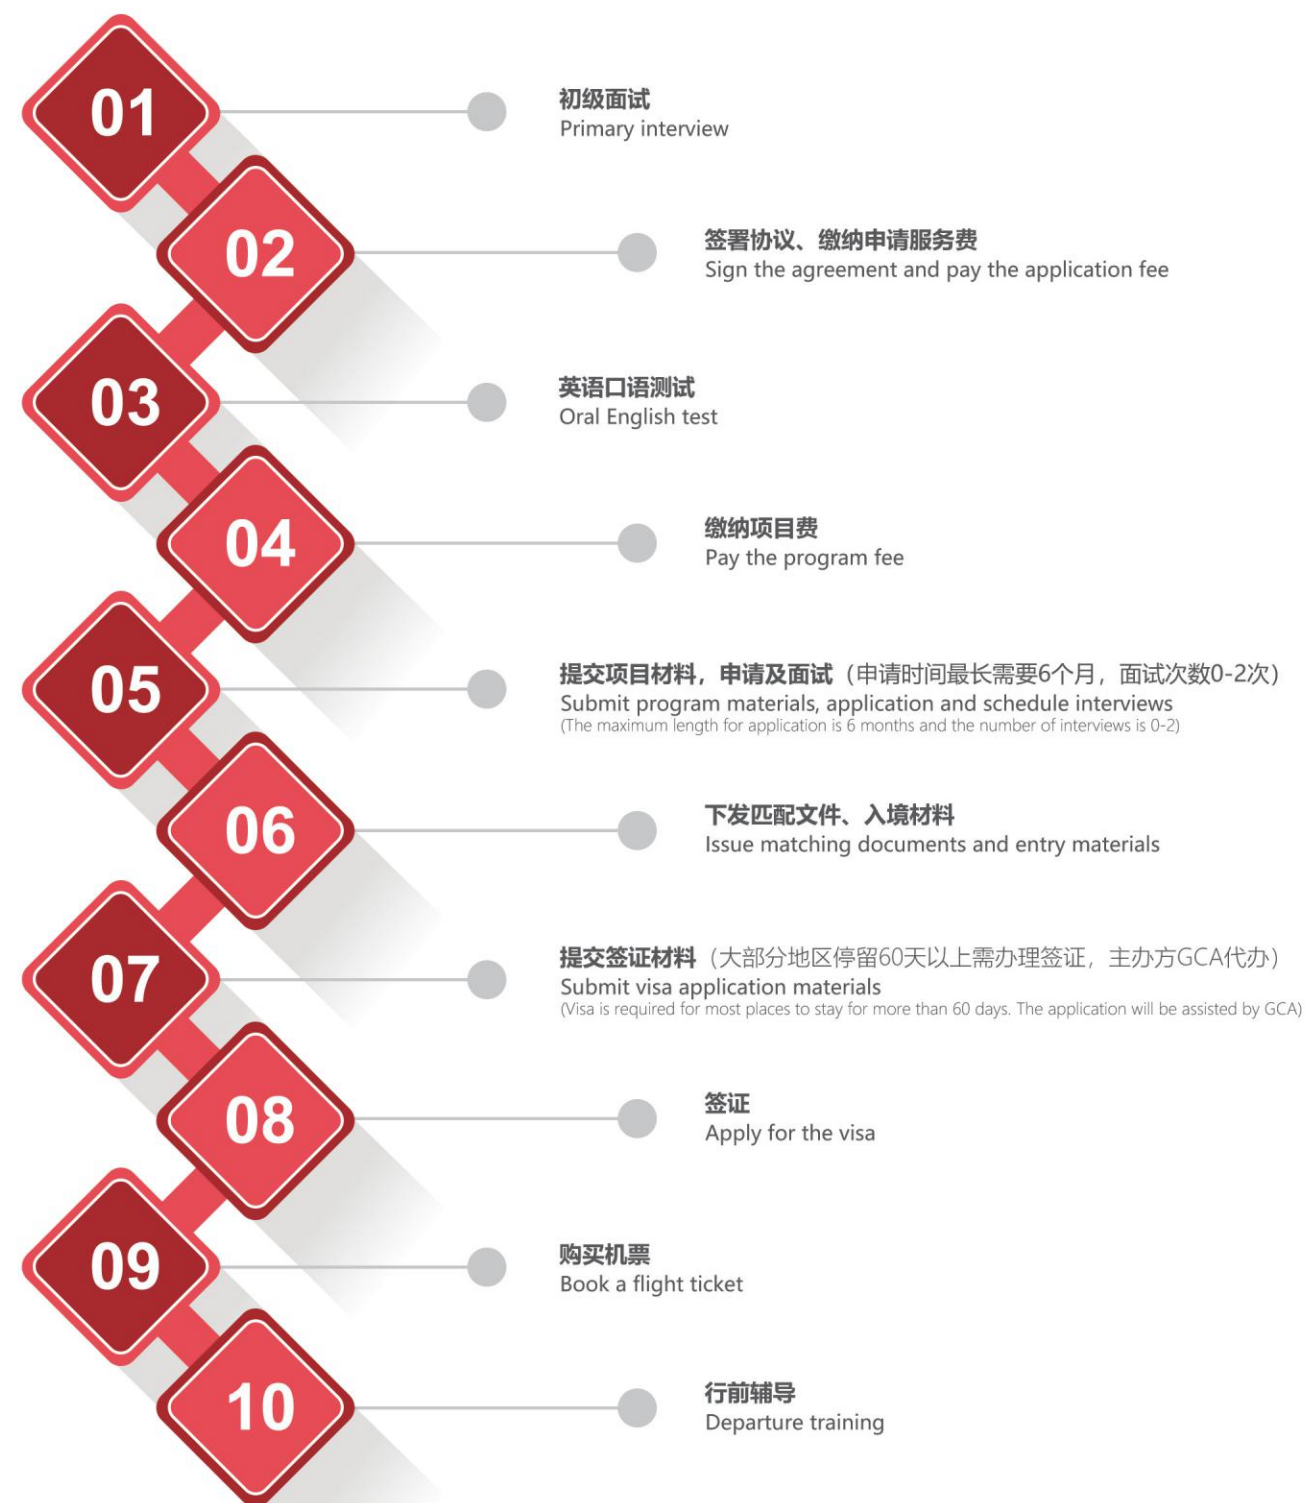 01
初级面试
Primary interview
02
签署协议、缴纳申请服务费
Sign the agreement and pay the application fee
03
英语口语测试
Oral English test
04
缴纳项目费
Pay the program fee
05
提交项目材料，申请及面试（申请时间最长需要6个月，面试次数0-2次）
Submit program materials, application and schedule interviews
(The maximum length for application is 6 months and the number of interviews is 0-2)
06
下发匹配文件、入境材料
Issue matching documents and entry materials
07
提交签证材料（大部分地区停留60天以上需办理签证，主办方GCA代办）
Submit visa application materials
(Visa is required for most places to stay for more than 60 days. The application will be assisted by GCA)
08
签证
Apply for the visa
09
购买机票
Book a flight ticket
10
行前辅导
Departure training